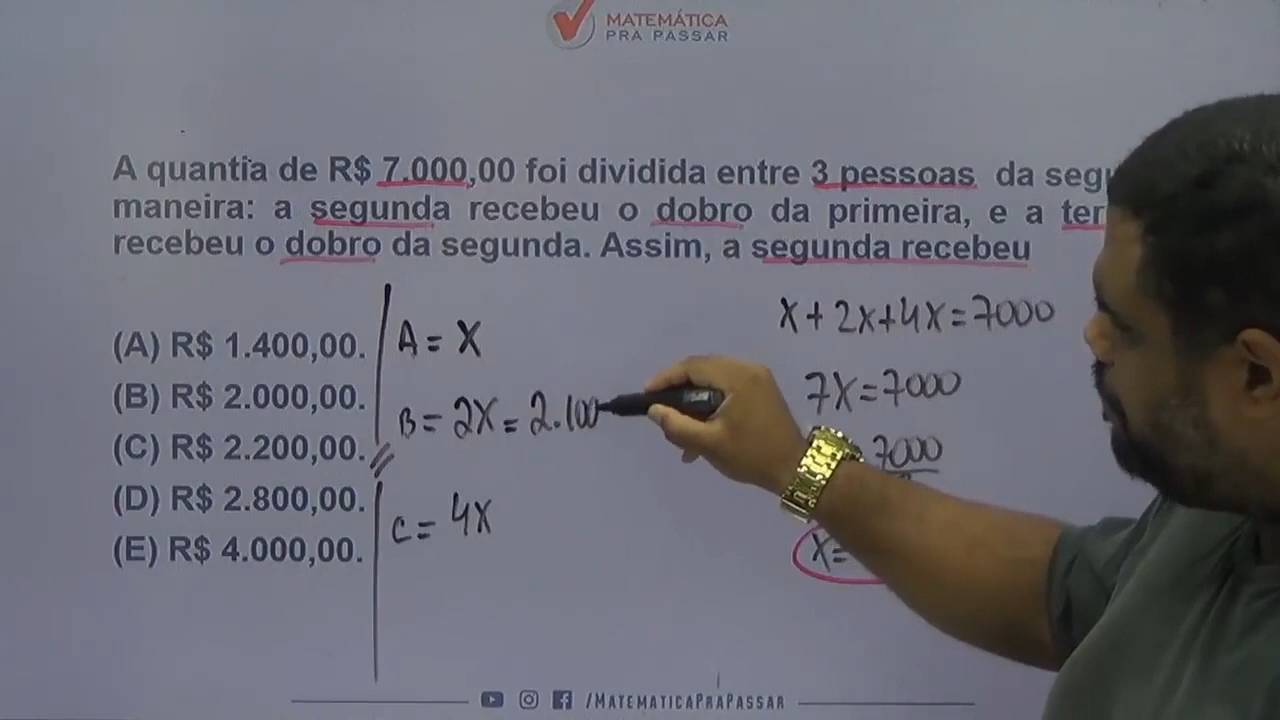 MATEMÁTICA
PRA PASSAR
A quantia de R$ 7.000,00 foi dividida entre 3 pessoas da
maneira: a segunda recebeu o dobro da primeira, e a
recebeu o dobro da segunda. Assim, a segunda recebeu
(A) R$ 1.400,00.
(B) R$ 2.000,00.
(C) R$ 2.200,00.
(D) R$ 2.800,00.
(E) R$ 4.000,00.
A = X
B = 2X = 2.100
C = 4X
X + 2X + 4X = 7000
7X = 7000
7000
X=
/MATEMATICAPRAPASSAR